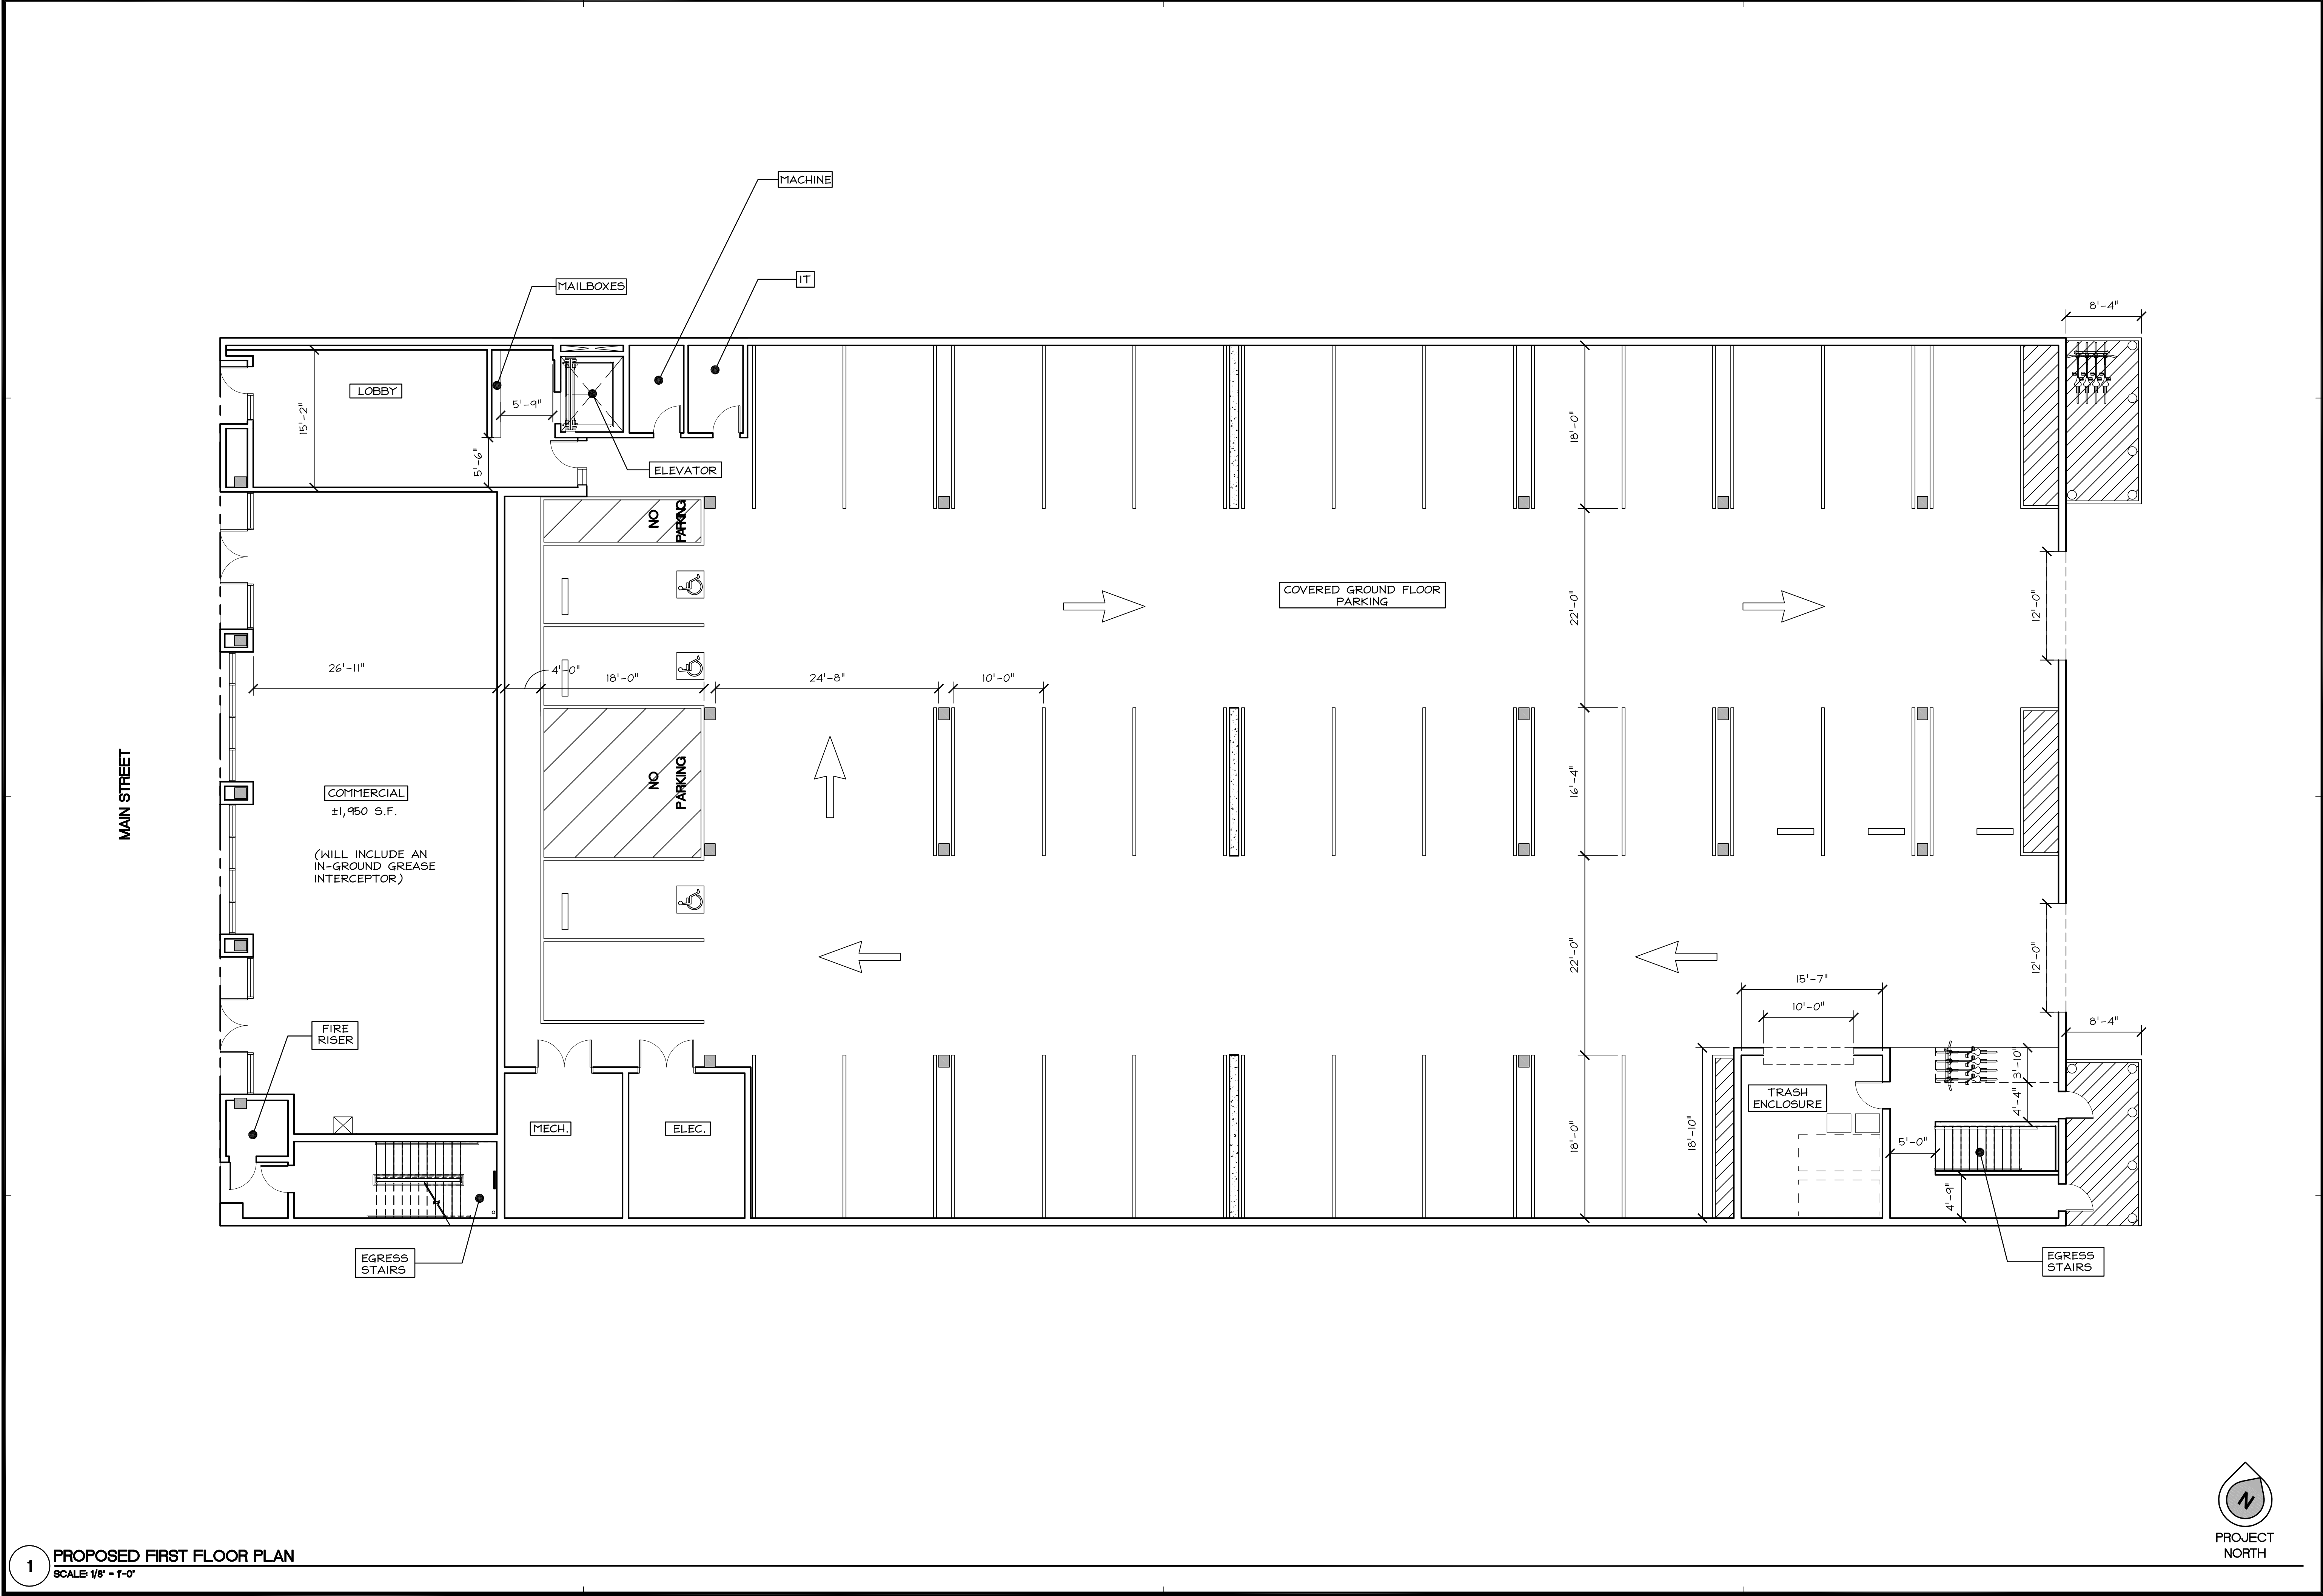 MACHINE
IT
MAILBOXES
8'-4"
LOBBY
15'-2"
5'-9"
5'-6"
ELEVATOR
18'-0"
NO
PARKING
COVERED GROUND FLOOR
PARKING
22'-0"
12'-0"
26'-11"
4'-0"
18'-0"
24'-8"
10'-0"
MAIN STREET
COMMERCIAL
±1,950 S.F.
(WILL INCLUDE AN
IN-GROUND GREASE
INTERCEPTOR)
NO
PARKING
16'-4"
22'-0"
12'-0"
15'-7"
10'-0"
8'-4"
FIRE
RISER
MECH.
ELEC.
18'-0"
18'-10"
TRASH
ENCLOSURE
3'-10"
4'-4"
5'-0"
4'-9"
EGRESS
STAIRS
EGRESS
STAIRS
N
PROJECT
NORTH
1
PROPOSED FIRST FLOOR PLAN
SCALE: 1/8" = 1'-0"